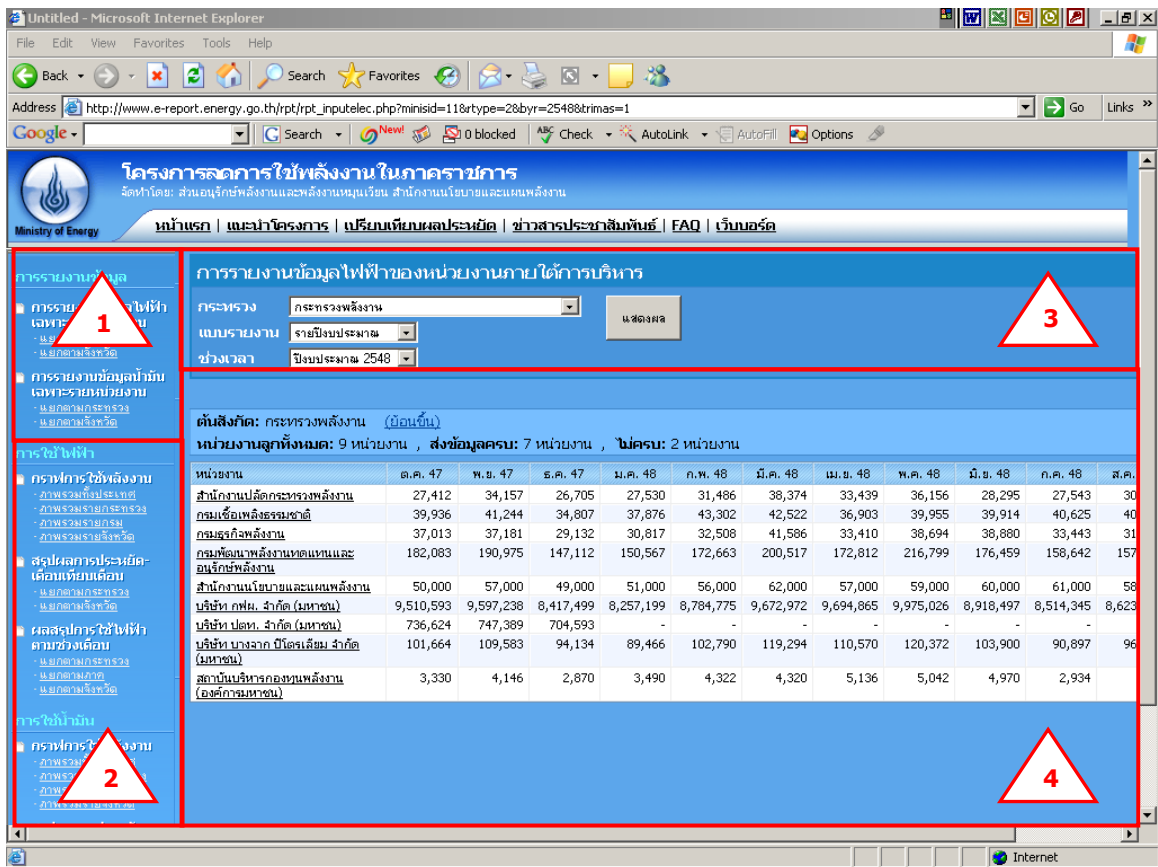 Untitled - Microsoft Internet Explorer
File Edit View Favorites Tools Help
Back Search Favorites
Address http://www.e-report.energy.go.th/rpt/rpt_inputelec.php?minisid=11&rtype=2&byr=2548&trimas=1 Go Links »
Google Search New! 0 blocked Check AutoLink AutoFill Options
โครงการลดการใช้พลังงานในภาคราชการ
จัดทำโดย: ส่วนอนุรักษ์พลังงานและพลังงานหมุนเวียน สำนักงานนโยบายและแผนพลังงาน
Ministry of Energy
หน้าแรก | แนะนำโครงการ | เปรียบเทียบผลประหยัด | ข่าวสารประชาสัมพันธ์ | FAQ | เว็บบอร์ด
การรายงานข้อมูล
1
- แยกตามจังหวัด
การรายงานข้อมูลน้ำมัน
เฉพาะรายหน่วยงาน
- แยกตามกระทรวง
- แยกตามจังหวัด
การใช้ไฟฟ้า
กราฟการใช้พลังงาน
- ภาพรวมทั้งประเทศ
- ภาพรวมรายกระทรวง
- ภาพรวมรายกรม
- ภาพรวมรายจังหวัด
สรุปผลการประหยัด-
เดือนเทียบเดือน
- แยกตามกระทรวง
- แยกตามจังหวัด
ผลสรุปการใช้ไฟฟ้า
ตามช่วงเดือน
- แยกตามกระทรวง
- แยกตามภาค
- แยกตามจังหวัด
การใช้น้ำมัน
2
การรายงานข้อมูลไฟฟ้าของหน่วยงานภายใต้การบริหาร
กระทรวง กระทรวงพลังงาน
แบบรายงาน รายปีงบประมาณ
ช่วงเวลา ปีงบประมาณ 2548
แสดงผล
3
ต้นสังกัด: กระทรวงพลังงาน (ย้อนขึ้น)
หน่วยงานลูกทั้งหมด: 9 หน่วยงาน , ส่งข้อมูลครบ: 7 หน่วยงาน , ไม่ครบ: 2 หน่วยงาน
หน่วยงาน ต.ค. 47 พ.ย. 47 ธ.ค. 47 ม.ค. 48 ก.พ. 48 มี.ค. 48 เม.ย. 48 พ.ค. 48 มิ.ย. 48 ก.ค. 48 ส.ค.
สำนักงานปลัดกระทรวงพลังงาน 27,412 34,157 26,705 27,530 31,486 38,374 33,439 36,156 28,295 27,543 30
กรมเชื้อเพลิงธรรมชาติ 39,936 41,244 34,807 37,876 43,302 42,522 36,903 39,955 39,914 40,625 40
กรมธุรกิจพลังงาน 37,013 37,181 29,132 30,817 32,508 41,586 33,410 38,694 38,880 33,443 31
กรมพัฒนาพลังงานทดแทนและ 182,083 190,975 147,112 150,567 172,663 200,517 172,812 216,799 176,459 158,642 157
อนุรักษ์พลังงาน
สำนักงานนโยบายและแผนพลังงาน 50,000 57,000 49,000 51,000 56,000 62,000 57,000 59,000 60,000 61,000 58
บริษัท กฟผ. จำกัด (มหาชน) 9,510,593 9,597,238 8,417,499 8,257,199 8,784,775 9,672,972 9,694,865 9,975,026 8,918,497 8,514,345 8,623
บริษัท ปตท. จำกัด (มหาชน) 736,624 747,389 704,593 - - - - - - -
บริษัท บางจาก ปิโตรเลียม จำกัด 101,664 109,583 94,134 89,466 102,790 119,294 110,570 120,372 103,900 90,897 96
(มหาชน)
สถาบันบริหารกองทุนพลังงาน 3,330 4,146 2,870 3,490 4,322 4,320 5,136 5,042 4,970 2,934
(องค์การมหาชน)
4
Internet